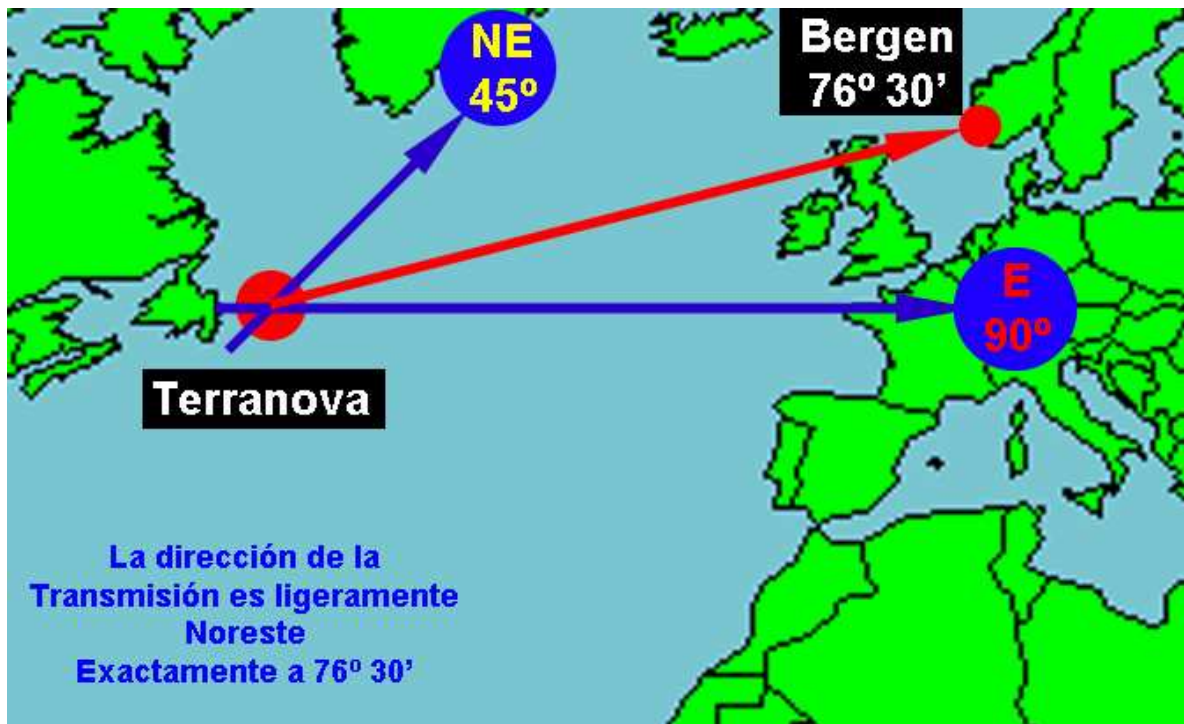 NE
45º
Bergen
76º 30’
E
90º
Terranova
La dirección de la
Transmisión es ligeramente
Noreste
Exactamente a 76º 30’